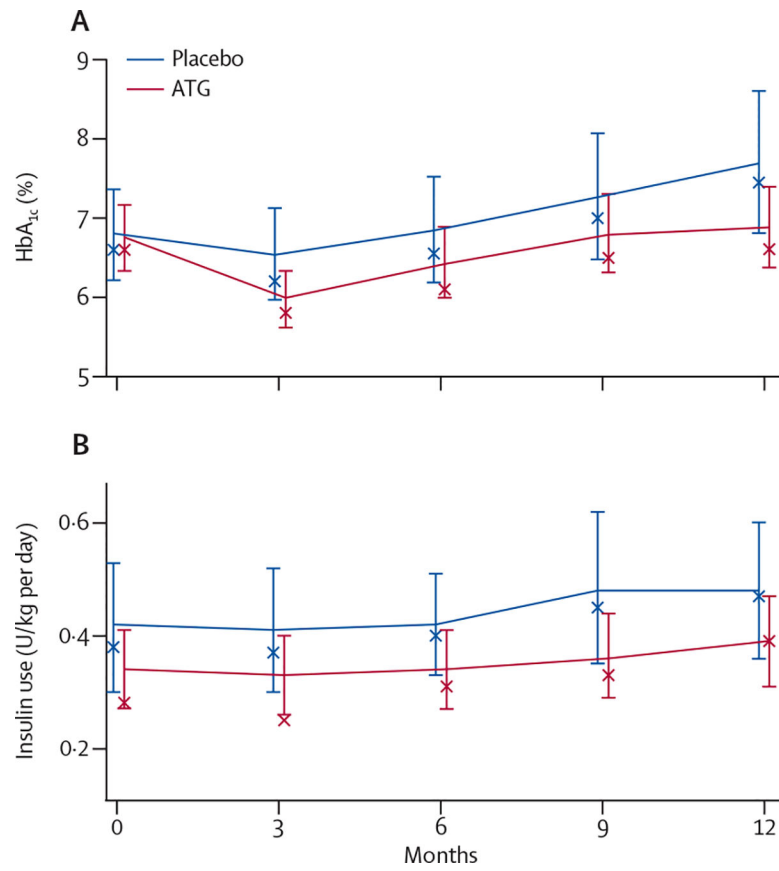 A
9
8
7
6
5
HbA1c (%)
Placebo
ATG
B
0·6
0·4
0·2
Insulin use (U/kg per day)
0
3
6
9
12
Months